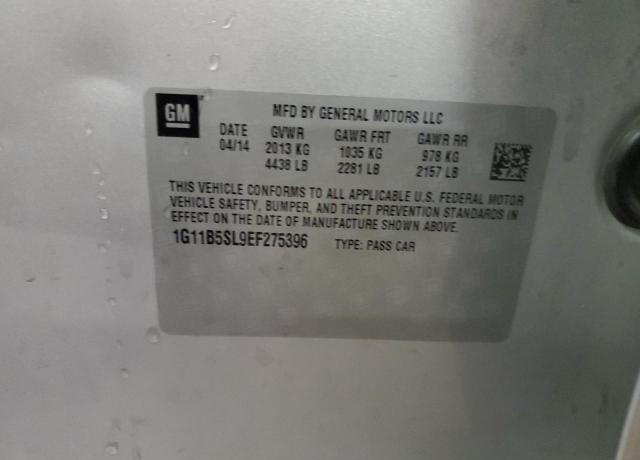 GM
MFD BY GENERAL MOTORS LLC
DATE GVWR GAWR FRT GAWR RR
04/14 2013 KG 1035 KG 978 KG
4438 LB 2281 LB 2157 LB
THIS VEHICLE CONFORMS TO ALL APPLICABLE U.S. FEDERAL MOTOR
VEHICLE SAFETY, BUMPER, AND THEFT PREVENTION STANDARDS IN
EFFECT ON THE DATE OF MANUFACTURE SHOWN ABOVE.
1G11B5SL9EF275396 TYPE: PASS CAR